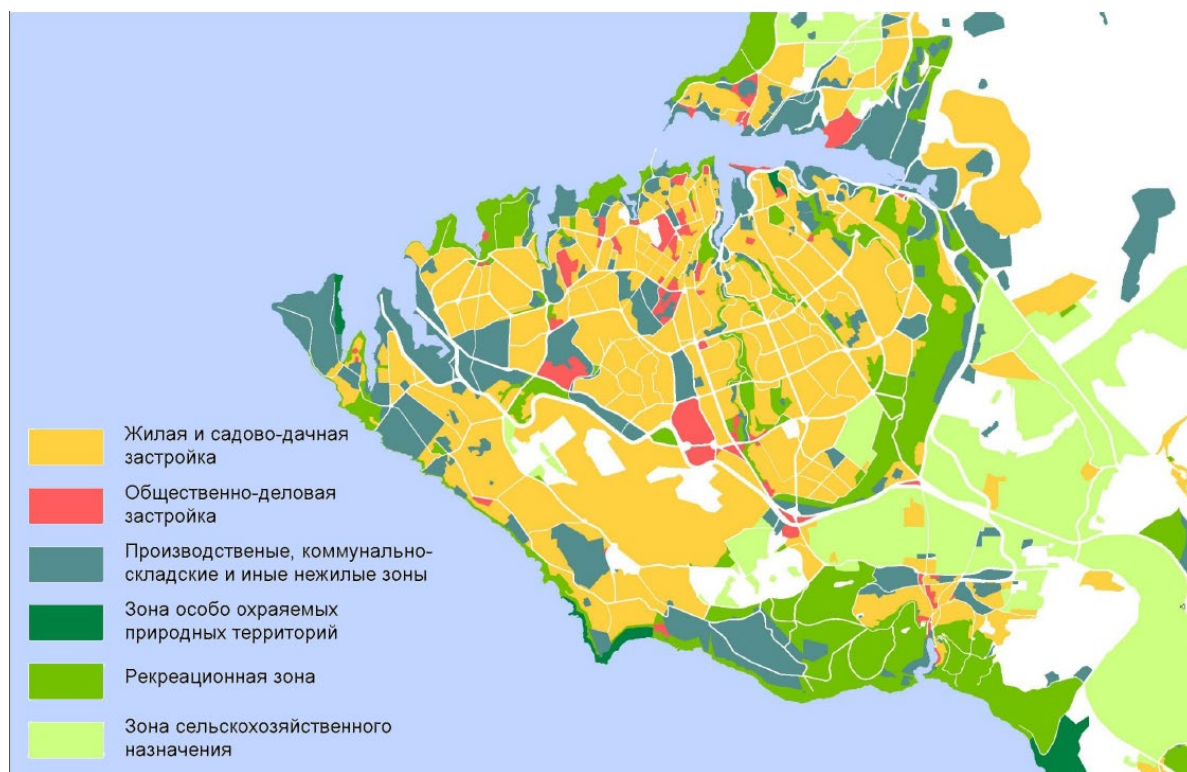 Жилая и садово-дачная
застройка
Общественно-деловая
застройка
Производственые, коммунально-
складские и иные нежилые зоны
Зона особо охраяемых
природных территорий
Рекреационная зона
Зона сельскохозяйственного
назначения